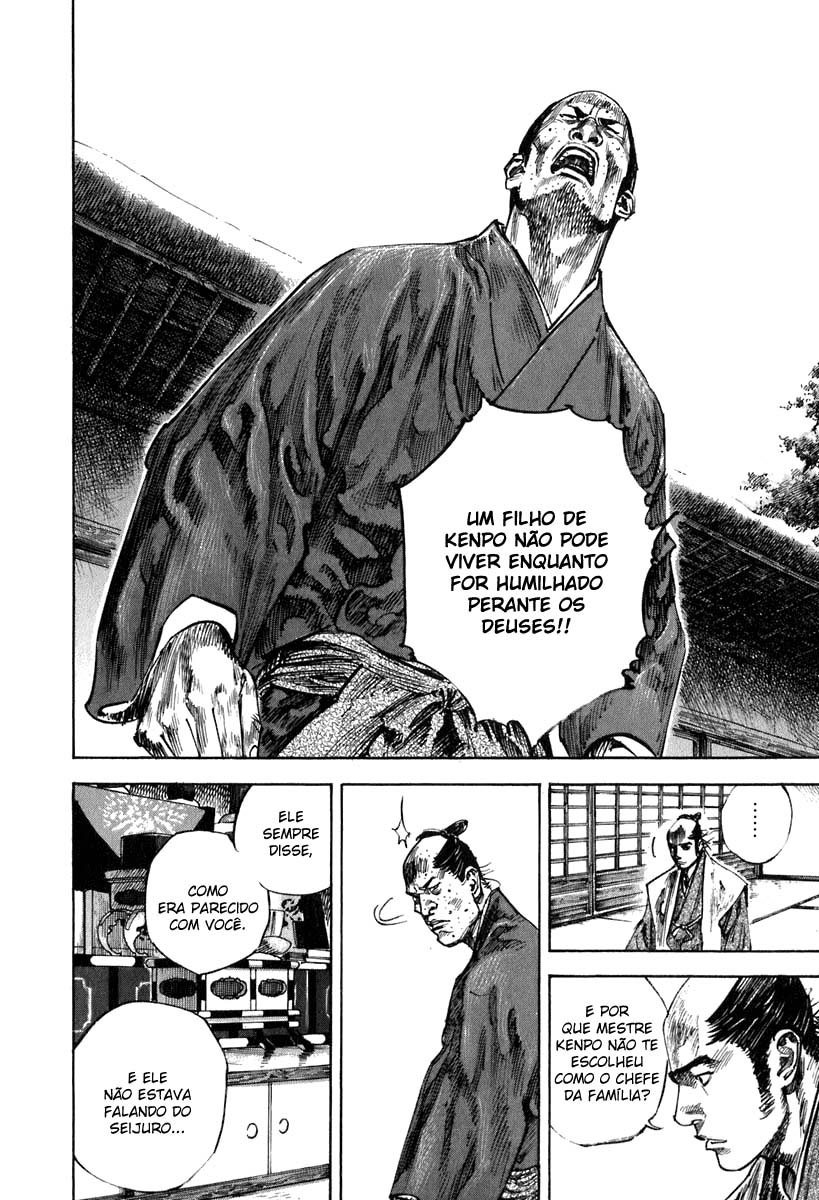 UM FILHO DE
KENPO NÃO PODE
VIVER ENQUANTO
FOR HUMILHADO
PERANTE OS
DEUSES!!
......
E POR
QUE MESTRE
KENPO NÃO TE
ESCOLHEU
COMO O CHEFE
DA FAMÍLIA?
ELE
SEMPRE
DISSE,
COMO
ERA PARECIDO
COM VOCÊ.
E ELE
NÃO ESTAVA
FALANDO DO
SEIJURO...